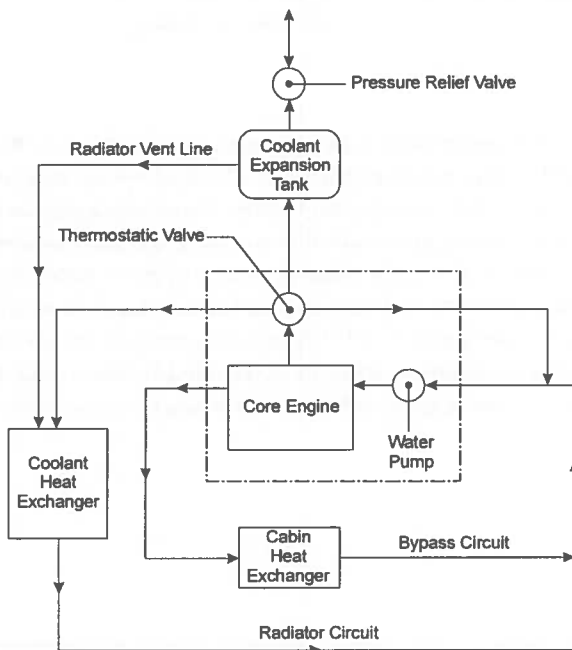 Pressure Relief Valve
Radiator Vent Line
Coolant
Expansion
Tank
Thermostatic Valve
Core Engine
Water
Pump
Coolant
Heat
Exchanger
Cabin
Heat
Exchanger
Bypass Circuit
Radiator Circuit